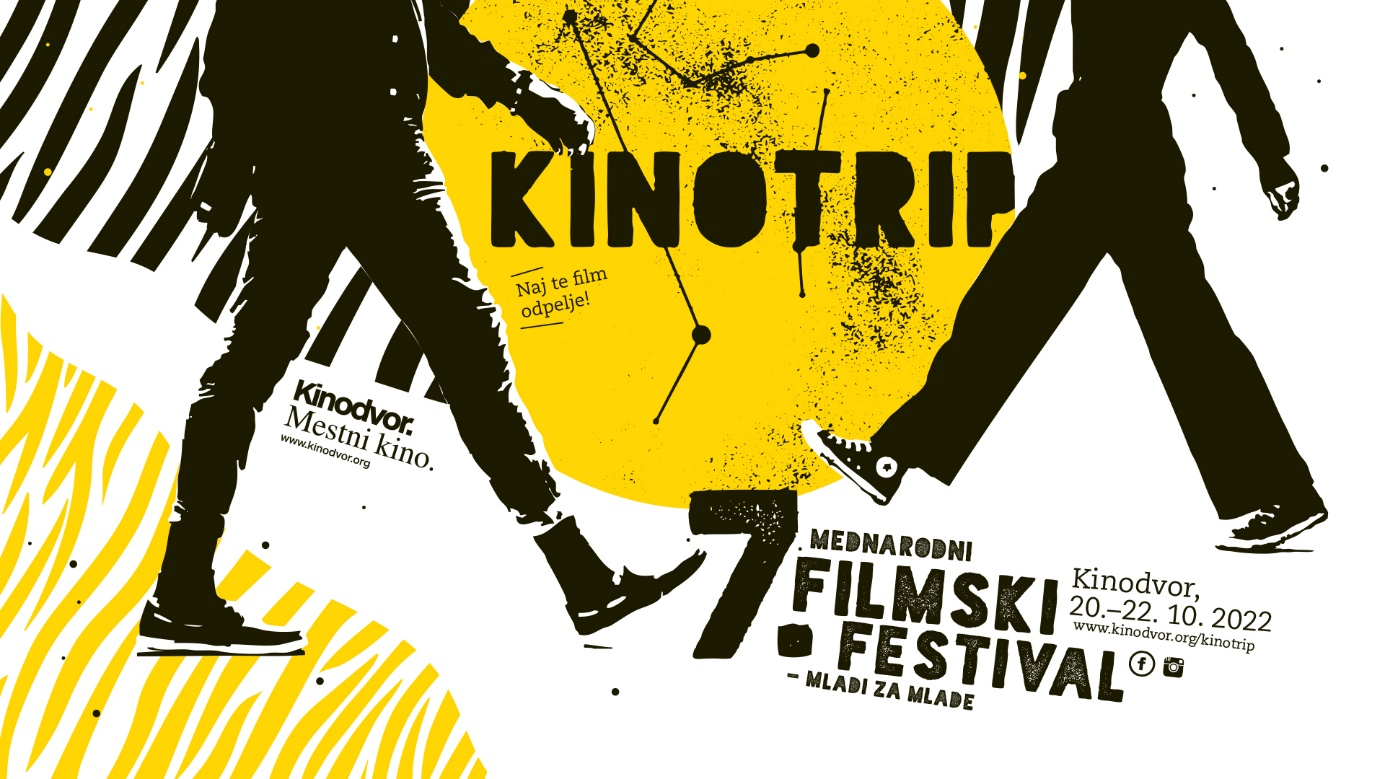 KINOTRIP
Naj te film
odpelje!
Kinodvor.
Mestni kino.
www.kinodvor.org
7.
MEDNARODNI
FILMSKI
FESTIVAL
– MLADI ZA MLADE
Kinodvor,
20.–22. 10. 2022
www.kinodvor.org/kinotrip